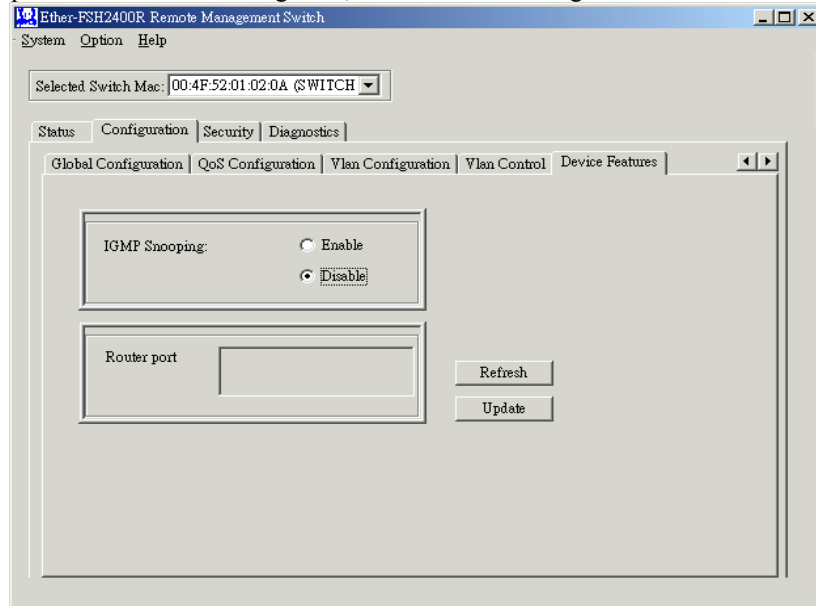 Ether-FSH2400R Remote Management Switch
System Option Help
Selected Switch Mac: 00:4F:52:01:02:0A (SWITCH
Status Configuration Security Diagnostics
Global Configuration QoS Configuration Vlan Configuration Vlan Control Device Features
IGMP Snooping: Enable
Disable
Router port
Refresh
Update